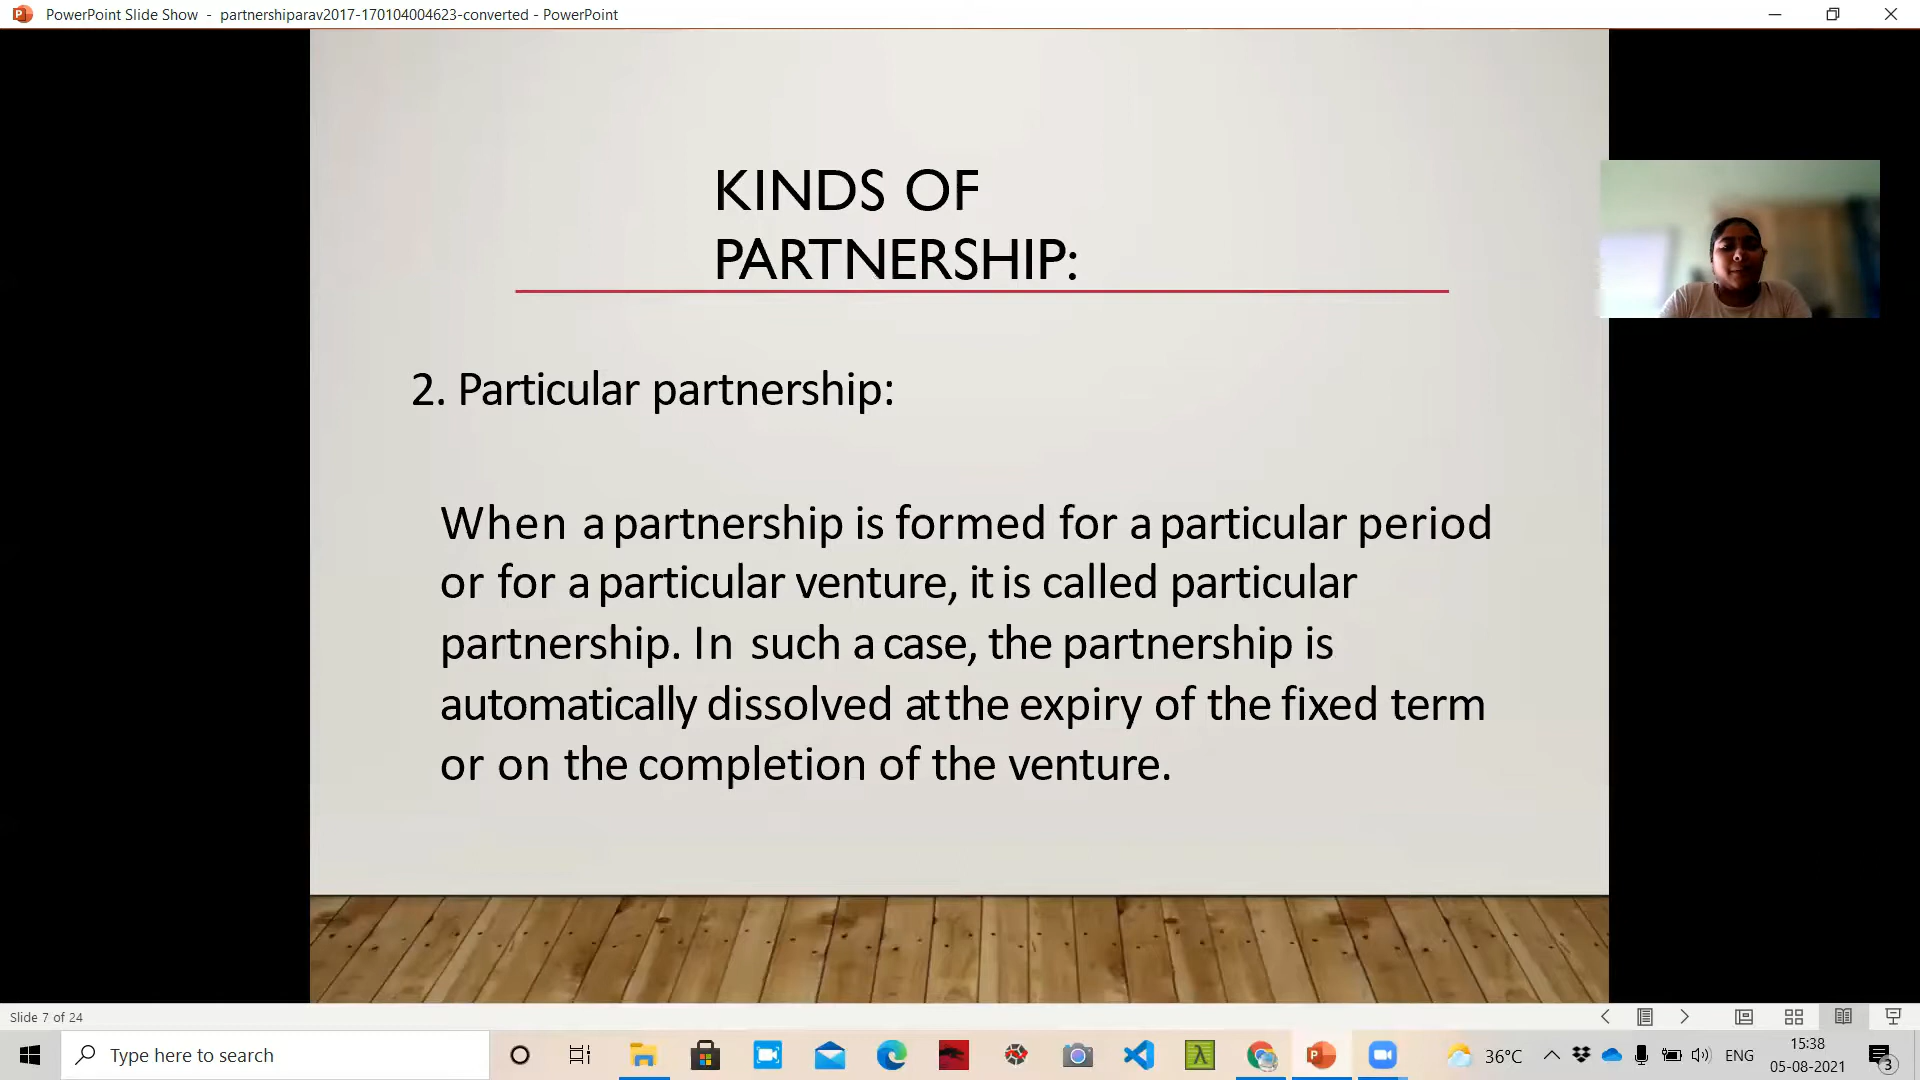 PowerPoint Slide Show - partnershiparav2017-170104004623-converted - PowerPoint
KINDS OF
PARTNERSHIP:
2. Particular partnership:
When a partnership is formed for a particular period
or for a particular venture, it is called particular
partnership. In such a case, the partnership is
automatically dissolved at the expiry of the fixed term
or on the completion of the venture.
Slide 7 of 24
Type here to search
36°C
ENG
15:38
05-08-2021
3